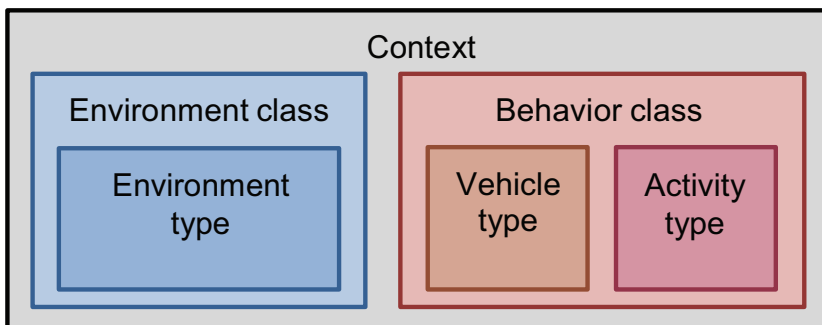 Context
Environment class
Behavior class
Environment
type
Vehicle
type
Activity
type